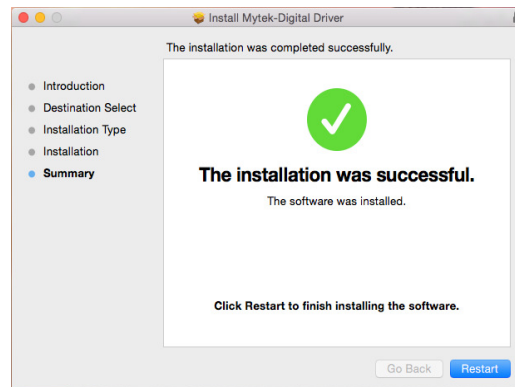 Install Mytek-Digital Driver
The installation was completed successfully.
Introduction
Destination Select
Installation Type
Installation
Summary
The installation was successful.
The software was installed.
Click Restart to finish installing the software.
Go Back
Restart